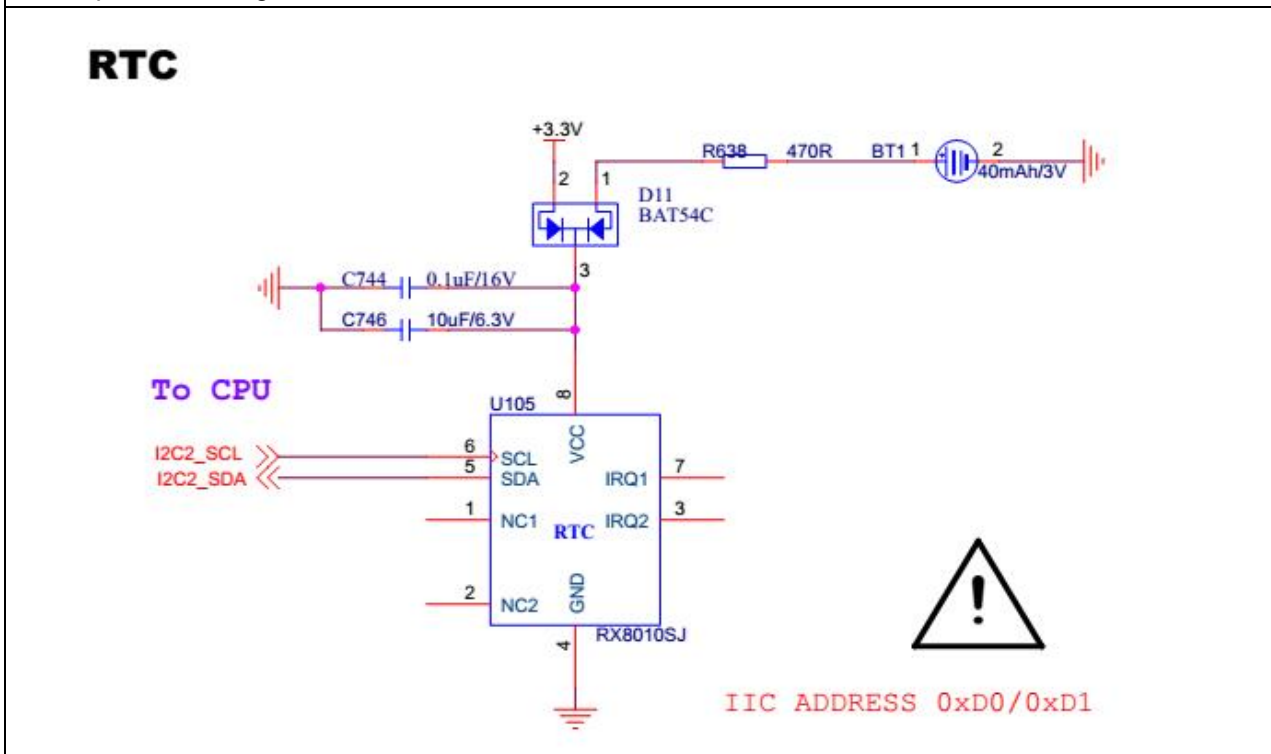 RTC
+3.3V
R638 470R BT1 1 2
40mAh/3V
2 1
D11
BAT54C
3
C744 0.1uF/16V
C746 10uF/6.3V
To CPU
8
U105
VCC
I2C2_SCL 6 SCL
I2C2_SDA 5 SDA
IRQ1 7
1 NC1
RTC
IRQ2 3
2 NC2
GND
RX8010SJ
4
!
IIC ADDRESS 0xD0/0xD1